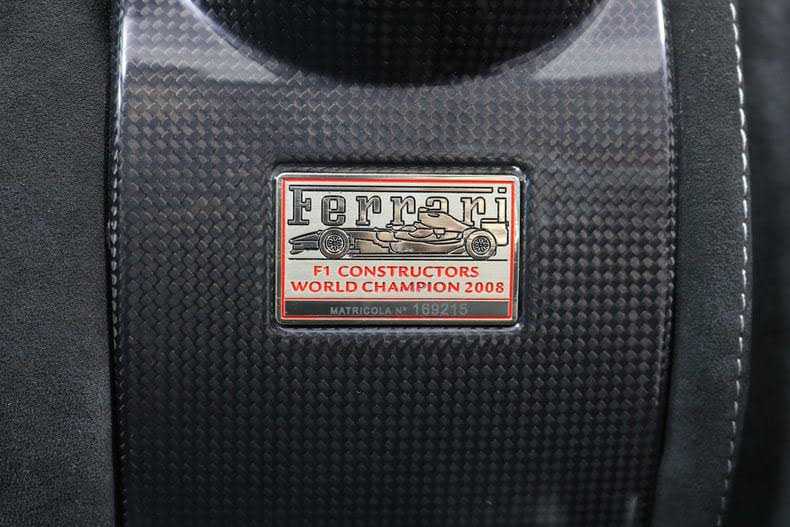 Ferrari
F1 CONSTRUCTORS
WORLD CHAMPION 2008
MATRICOLA N° 169215